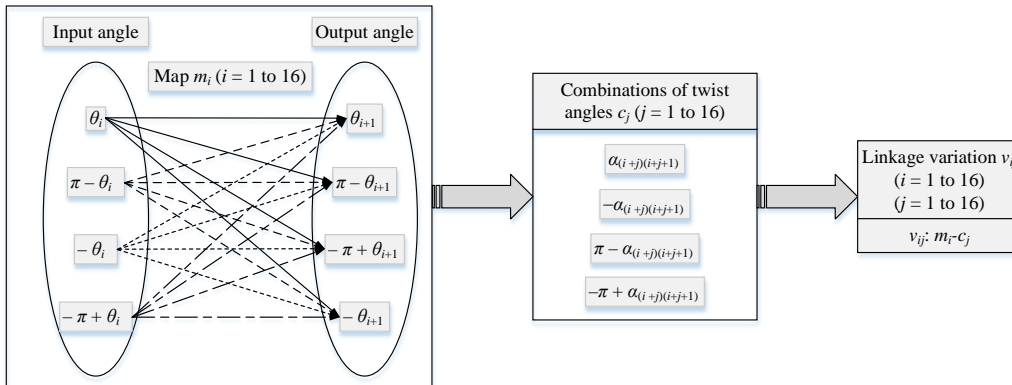 Input angle
Output angle
Map mᵢ (i = 1 to 16)
θᵢ
π − θᵢ
− θᵢ
− π + θᵢ
θᵢ₊₁
π − θᵢ₊₁
− π + θᵢ₊₁
− θᵢ₊₁
Combinations of twist
angles cⱼ (j = 1 to 16)
α₍ᵢ₊ⱼ₎₍ᵢ₊ⱼ₊₁₎
−α₍ᵢ₊ⱼ₎₍ᵢ₊ⱼ₊₁₎
π − α₍ᵢ₊ⱼ₎₍ᵢ₊ⱼ₊₁₎
−π + α₍ᵢ₊ⱼ₎₍ᵢ₊ⱼ₊₁₎
Linkage variation vᵢ
(i = 1 to 16)
(j = 1 to 16)
vᵢⱼ: mᵢ-cⱼ